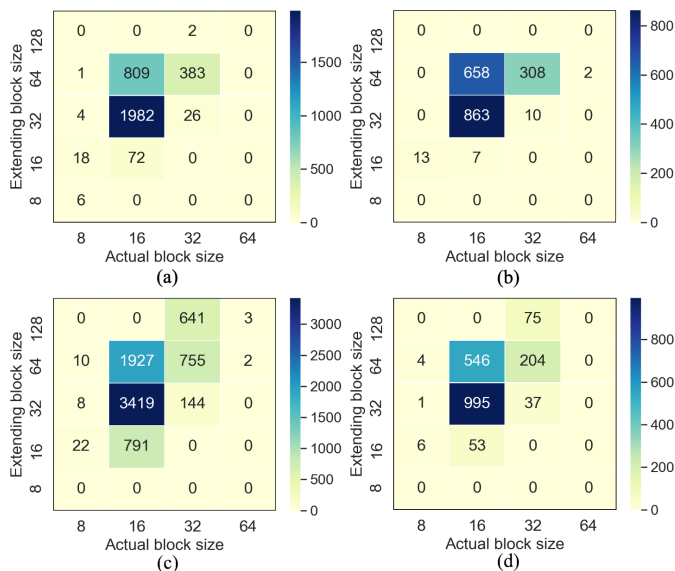 128 0 0 2 0
64 1 809 383 0
32 4 1982 26 0
16 18 72 0 0
8 6 0 0 0
8 16 32 64
Actual block size
Extending block size
1500
1000
500
0
(a)
128 0 0 0 0
64 0 658 308 2
32 0 863 10 0
16 13 7 0 0
8 0 0 0 0
8 16 32 64
Actual block size
Extending block size
800
600
400
200
0
(b)
128 0 0 641 3
64 10 1927 755 2
32 8 3419 144 0
16 22 791 0 0
8 0 0 0 0
8 16 32 64
Actual block size
Extending block size
3000
2500
2000
1500
1000
500
0
(c)
128 0 0 75 0
64 4 546 204 0
32 1 995 37 0
16 6 53 0 0
8 0 0 0 0
8 16 32 64
Actual block size
Extending block size
800
600
400
200
0
(d)